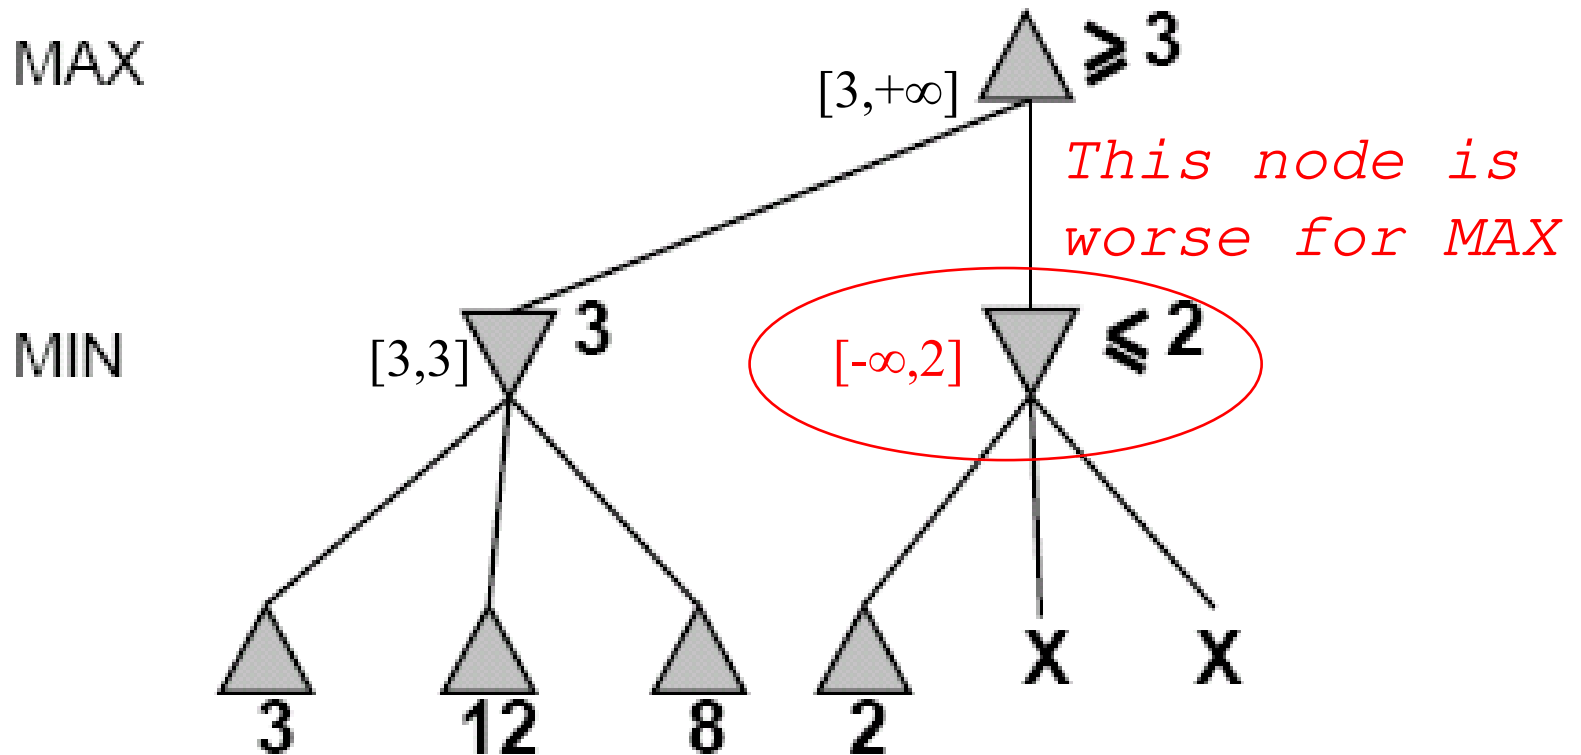 MAX
≥ 3
[3,+∞]
This node is
worse for MAX
MIN
[3,3]
3
[-∞,2]
≤ 2
3
12
8
2
X
X